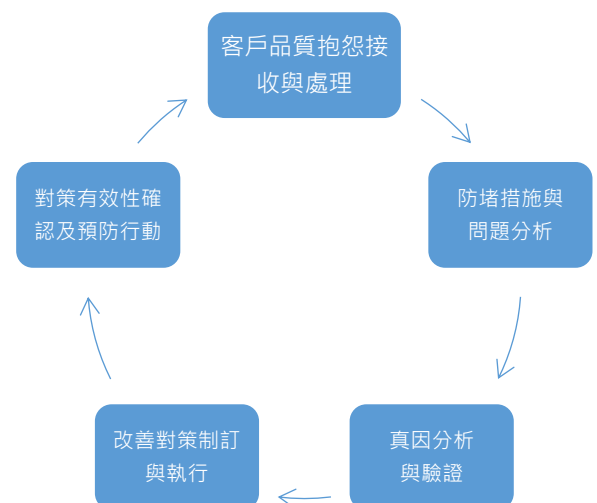 客戶品質抱怨接
收與處理
防堵措施與
問題分析
真因分析
與驗證
改善對策制訂
與執行
對策有效性確
認及預防行動